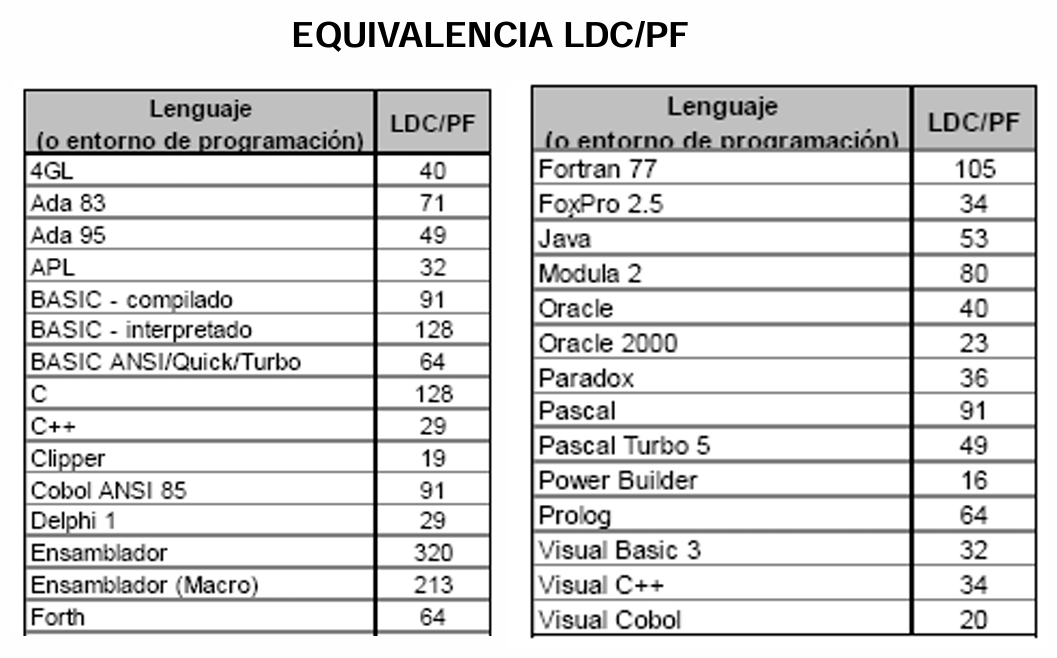 EQUIVALENCIA LDC/PF
Lenguaje
(o entorno de programación) LDC/PF
4GL 40
Ada 83 71
Ada 95 49
APL 32
BASIC - compilado 91
BASIC - interpretado 128
BASIC ANSI/Quick/Turbo 64
C 128
C++ 29
Clipper 19
Cobol ANSI 85 91
Delphi 1 29
Ensamblador 320
Ensamblador (Macro) 213
Forth 64
Lenguaje
(o entorno de programación) LDC/PF
Fortran 77 105
FoxPro 2.5 34
Java 53
Modula 2 80
Oracle 40
Oracle 2000 23
Paradox 36
Pascal 91
Pascal Turbo 5 49
Power Builder 16
Prolog 64
Visual Basic 3 32
Visual C++ 34
Visual Cobol 20